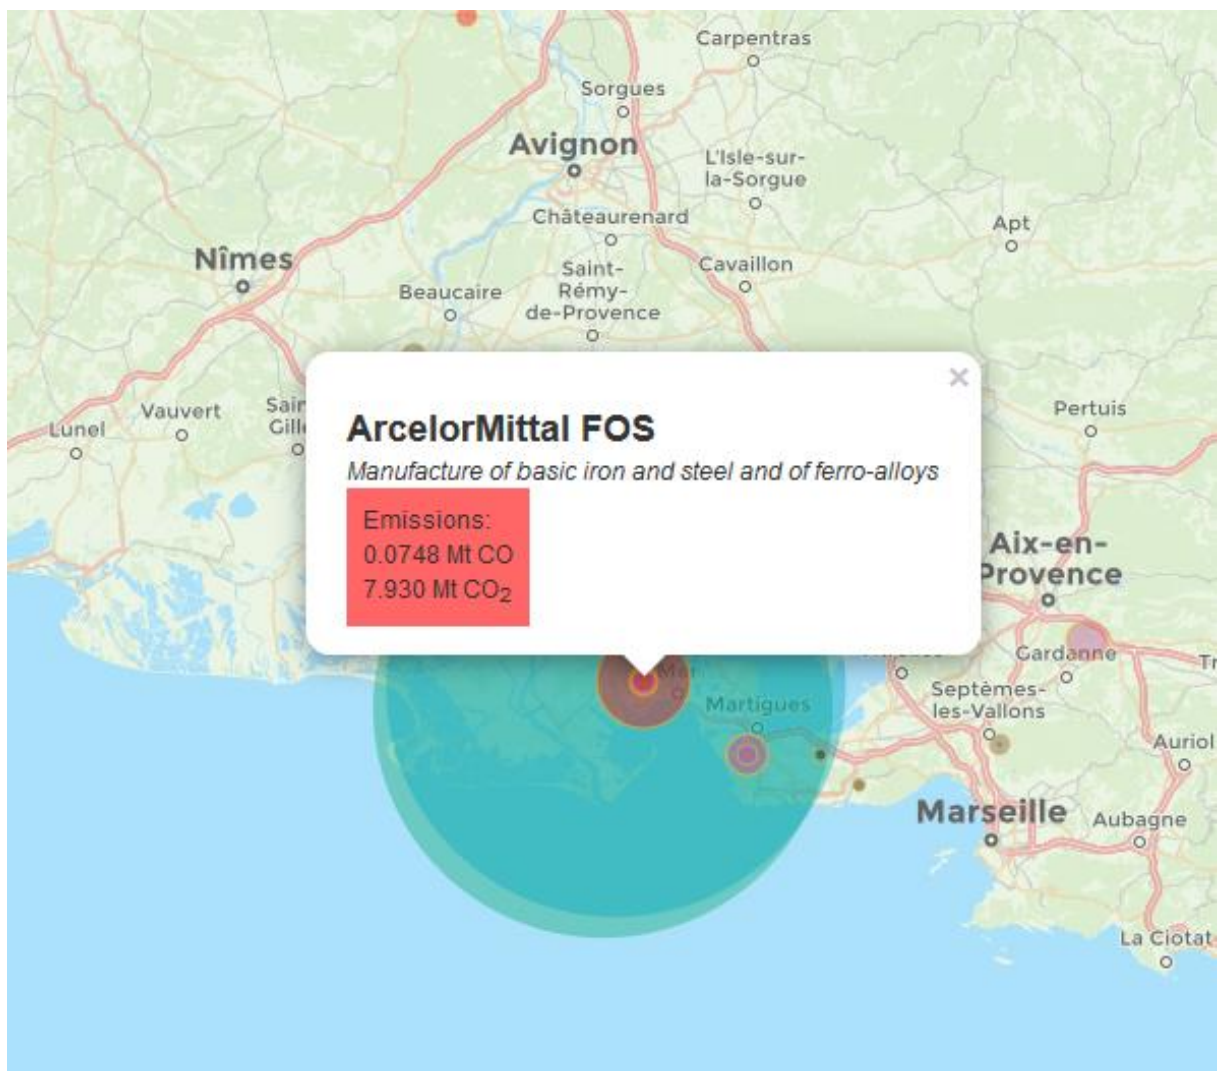 Carpentras
Sorgues
Avignon
L'Isle-sur-
la-Sorgue
Châteaurenard
Apt
Nîmes
Saint-
Rémy-
de-Provence
Cavaillon
Beaucaire
×
Vauvert
Lunel
Pertuis
ArcelorMittal FOS
Manufacture of basic iron and steel and of ferro-alloys
Emissions:
0.0748 Mt CO
7.930 Mt CO₂
Aix-en-
Provence
Gardanne
Septèmes-
les-Vallons
Martigues
Auriol
Marseille
Aubagne
La Ciotat